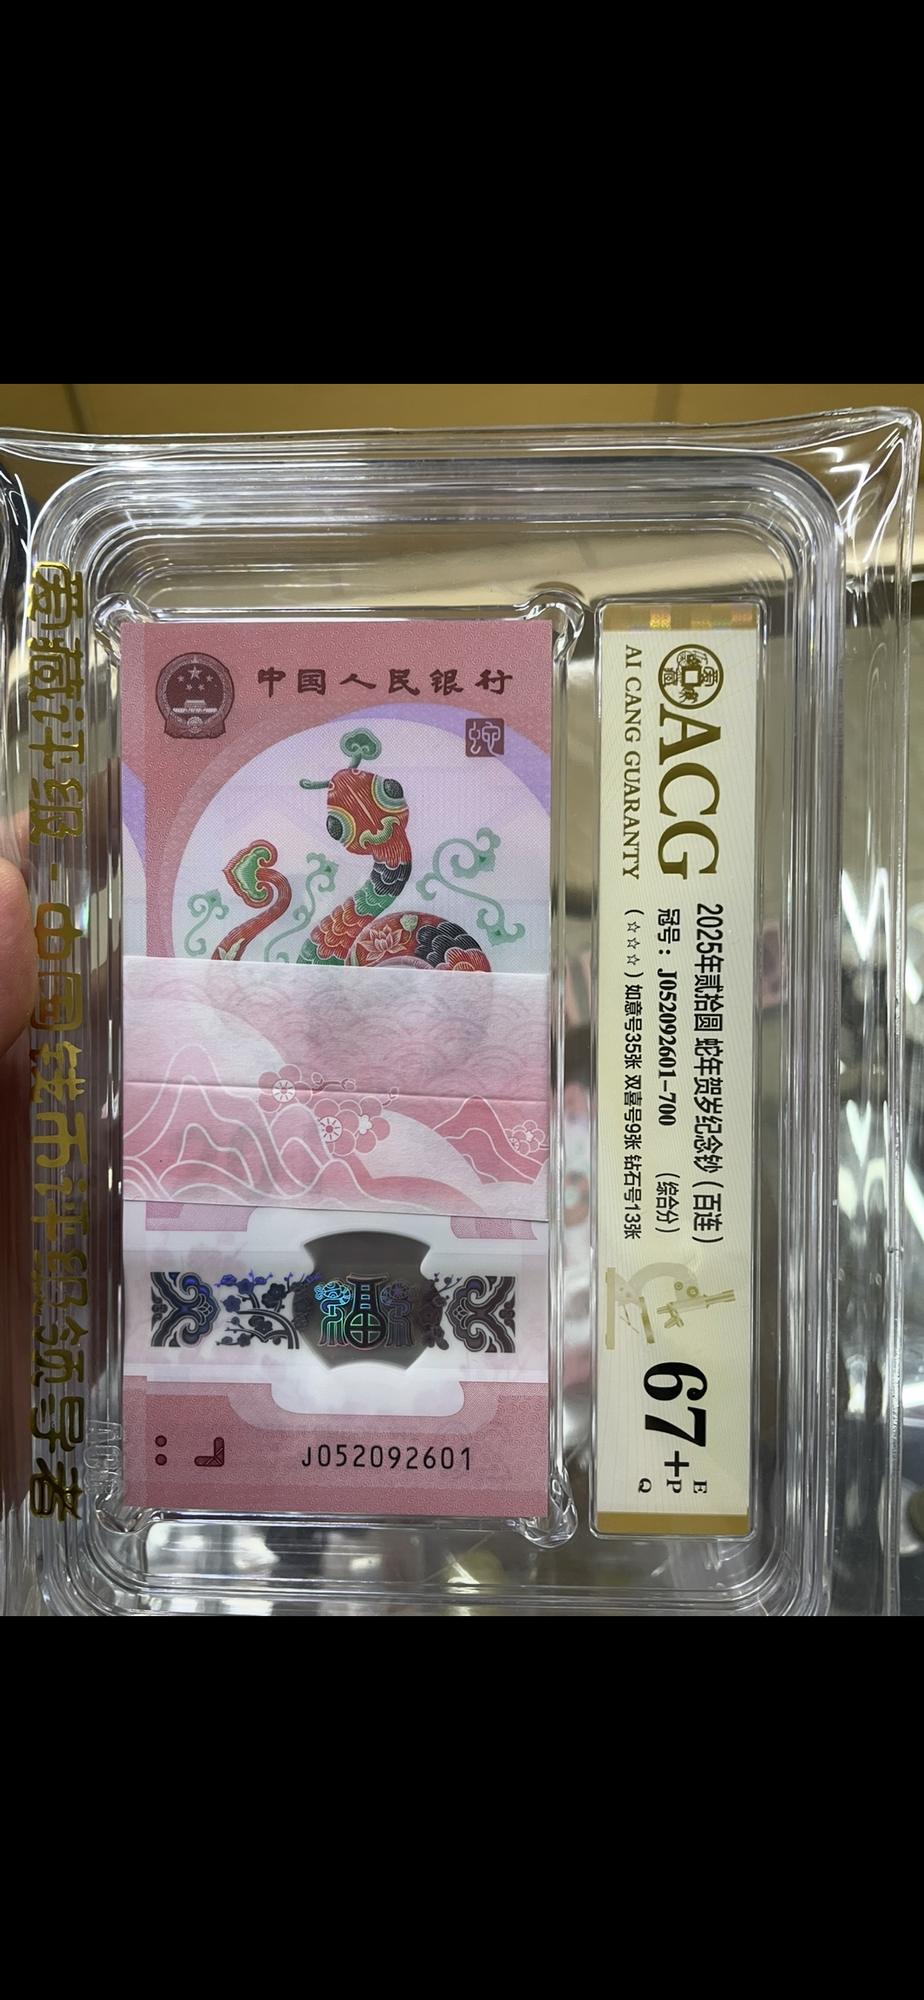 中国人民银行
蛇
福
J052092601
ACG
AI CANG GUARANTY
2025年贰拾圆 蛇年贺岁纪念钞（百连）
冠号：J052092601-700 （综合分）
（☆☆☆）如意号35张 双喜号9张 钻石号13张
67+
E
P
Q
爱藏评级-中国钱币评级领导者
ACG